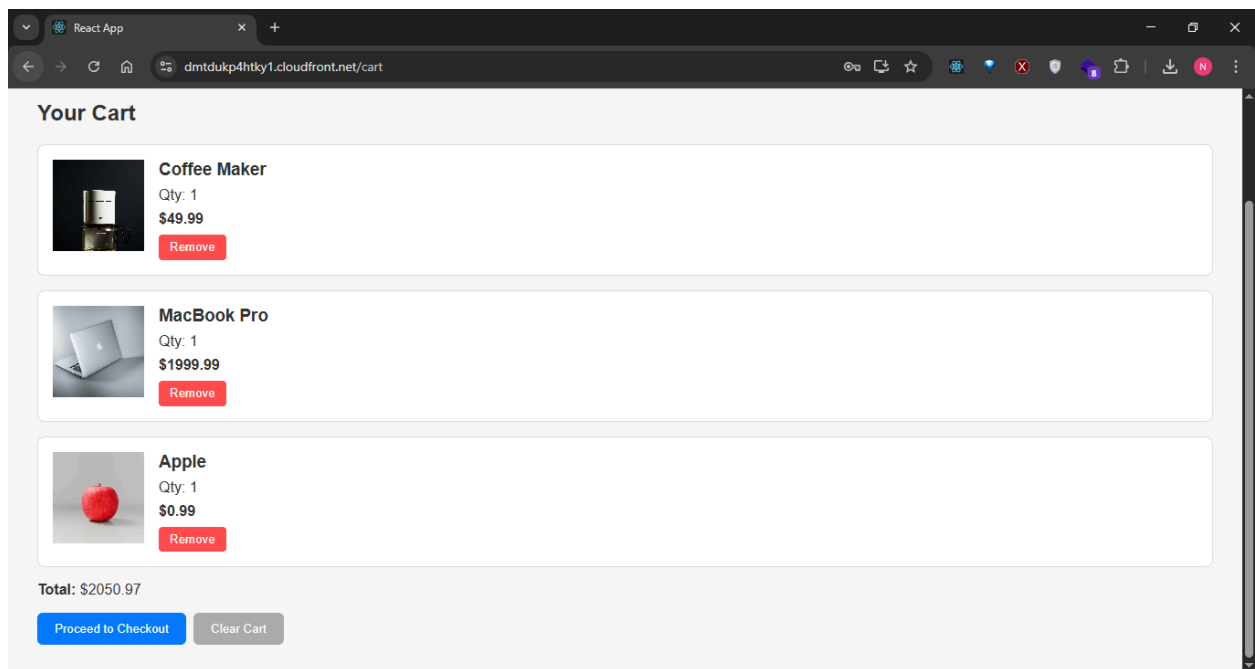 React App
dmtdukp4htky1.cloudfront.net/cart
8
N
Your Cart
Coffee Maker
Qty: 1
$49.99
Remove
MacBook Pro
Qty: 1
$1999.99
Remove
Apple
Qty: 1
$0.99
Remove
Total: $2050.97
Proceed to Checkout Clear Cart